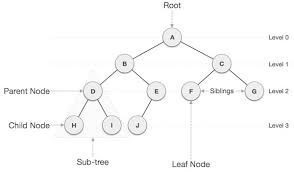 Root
A
Level 0
B
C
Level 1
Parent Node
D
E
F
Siblings
G
Level 2
Child Node
H
I
J
Level 3
Sub-tree
Leaf Node